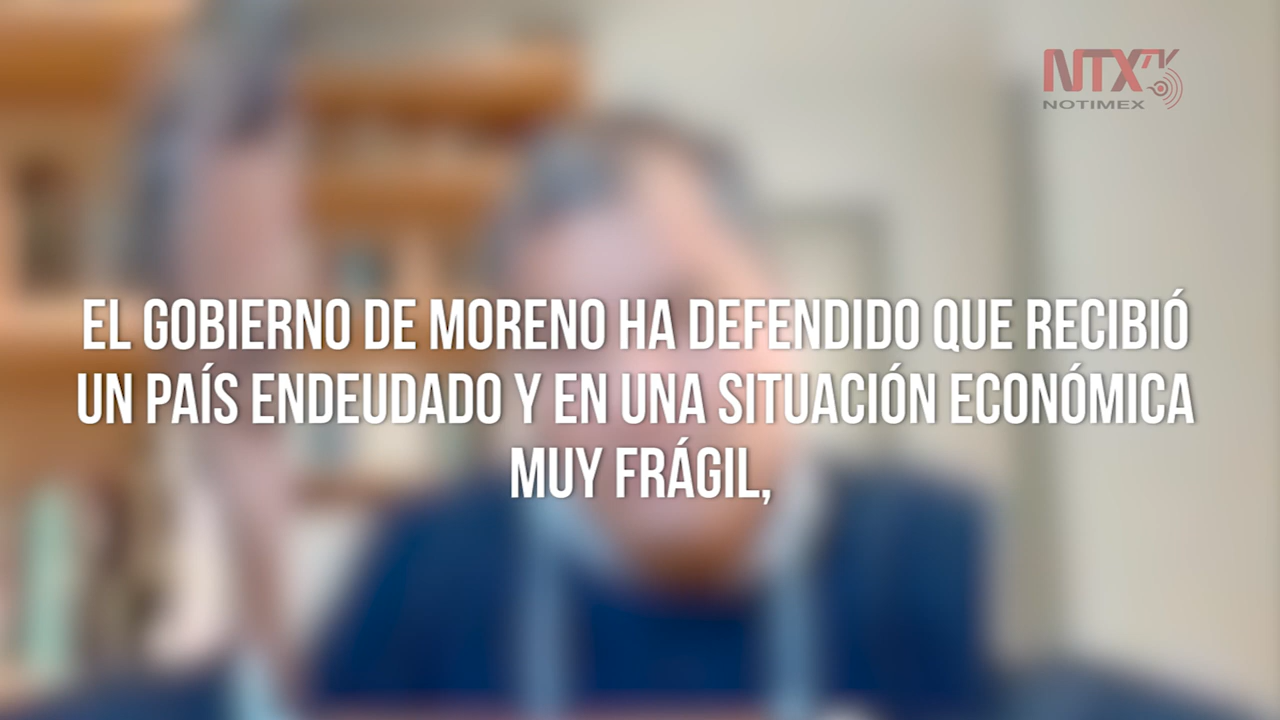 NTX
NOTIMEX
EL GOBIERNO DE MORENO HA DEFENDIDO QUE RECIBIÓ
UN PAÍS ENDEUDADO Y EN UNA SITUACIÓN ECONÓMICA
MUY FRÁGIL,